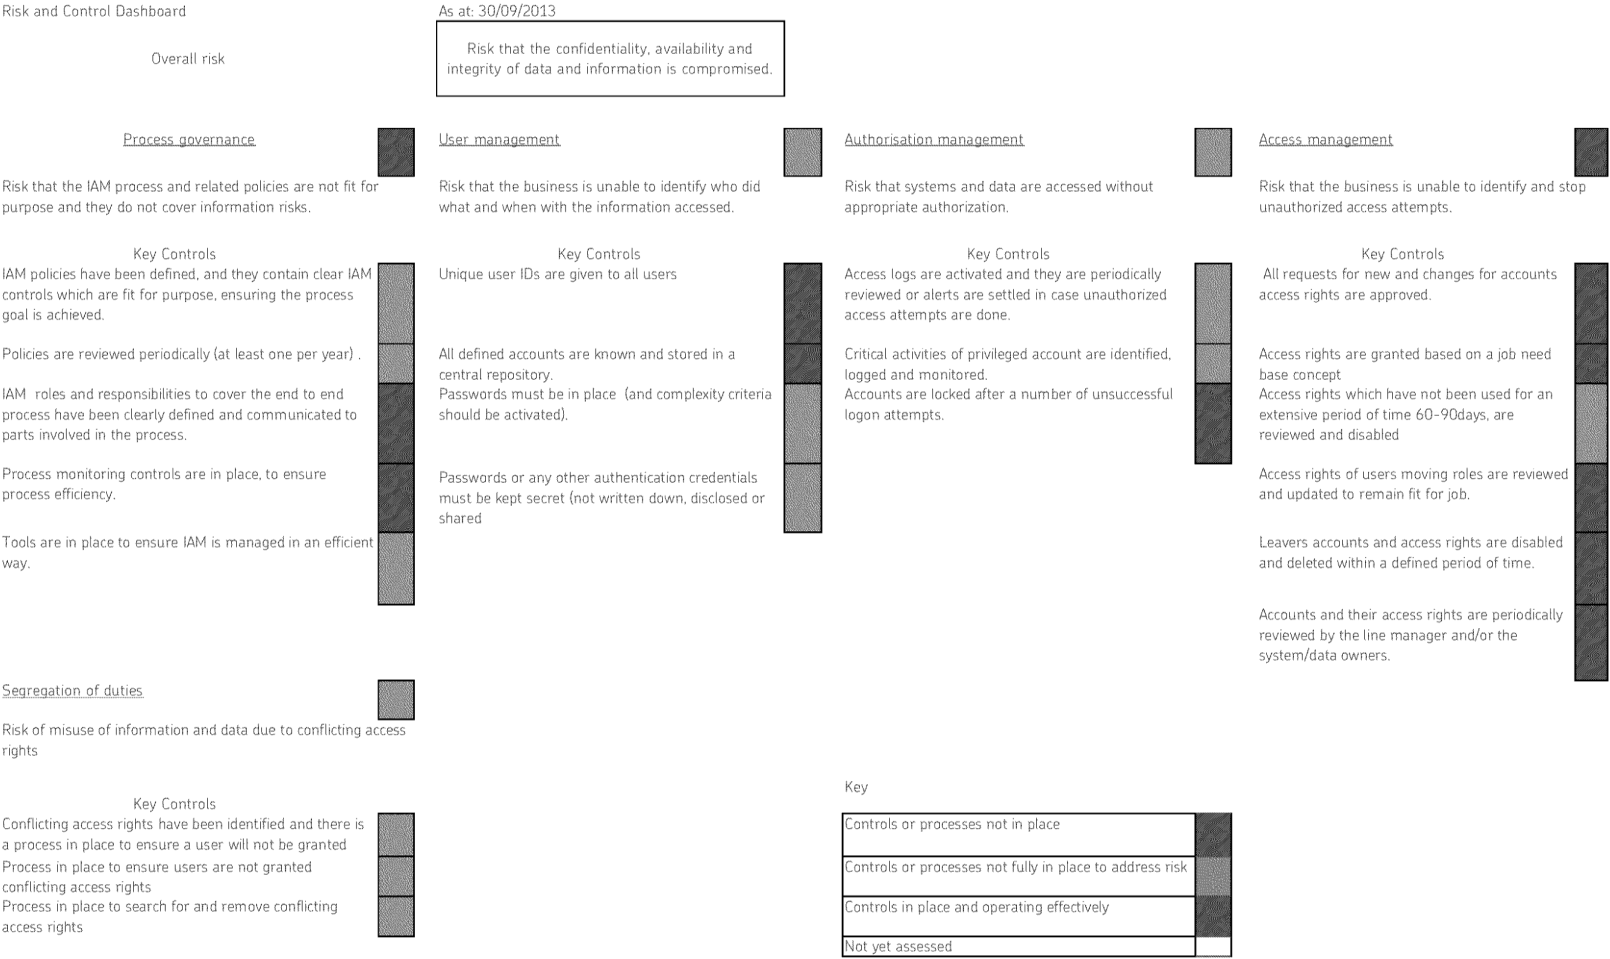 Risk and Control Dashboard
As at: 30/09/2013
Overall risk
Risk that the confidentiality, availability and
integrity of data and information is compromised.
Process governance
Risk that the IAM process and related policies are not fit for
purpose and they do not cover information risks.
Key Controls
IAM policies have been defined, and they contain clear IAM
controls which are fit for purpose, ensuring the process
goal is achieved.
Policies are reviewed periodically (at least one per year) .
IAM roles and responsibilities to cover the end to end
process have been clearly defined and communicated to
parts involved in the process.
Process monitoring controls are in place, to ensure
process efficiency.
Tools are in place to ensure IAM is managed in an efficient
way.
User management
Risk that the business is unable to identify who did
what and when with the information accessed.
Key Controls
Unique user IDs are given to all users
All defined accounts are known and stored in a
central repository.
Passwords must be in place (and complexity criteria
should be activated).
Passwords or any other authentication credentials
must be kept secret (not written down, disclosed or
shared
Authorisation management
Risk that systems and data are accessed without
appropriate authorization.
Key Controls
Access logs are activated and they are periodically
reviewed or alerts are settled in case unauthorized
access attempts are done.
Critical activities of privileged account are identified,
logged and monitored.
Accounts are locked after a number of unsuccessful
logon attempts.
Access management
Risk that the business is unable to identify and stop
unauthorized access attempts.
Key Controls
All requests for new and changes for accounts
access rights are approved.
Access rights are granted based on a job need
base concept
Access rights which have not been used for an
extensive period of time 60-90days, are
reviewed and disabled
Access rights of users moving roles are reviewed
and updated to remain fit for job.
Leavers accounts and access rights are disabled
and deleted within a defined period of time.
Accounts and their access rights are periodically
reviewed by the line manager and/or the
system/data owners.
Segregation of duties
Risk of misuse of information and data due to conflicting access
rights
Key Controls
Conflicting access rights have been identified and there is
a process in place to ensure a user will not be granted
Process in place to ensure users are not granted
conflicting access rights
Process in place to search for and remove conflicting
access rights
Key
Controls or processes not in place
Controls or processes not fully in place to address risk
Controls in place and operating effectively
Not yet assessed